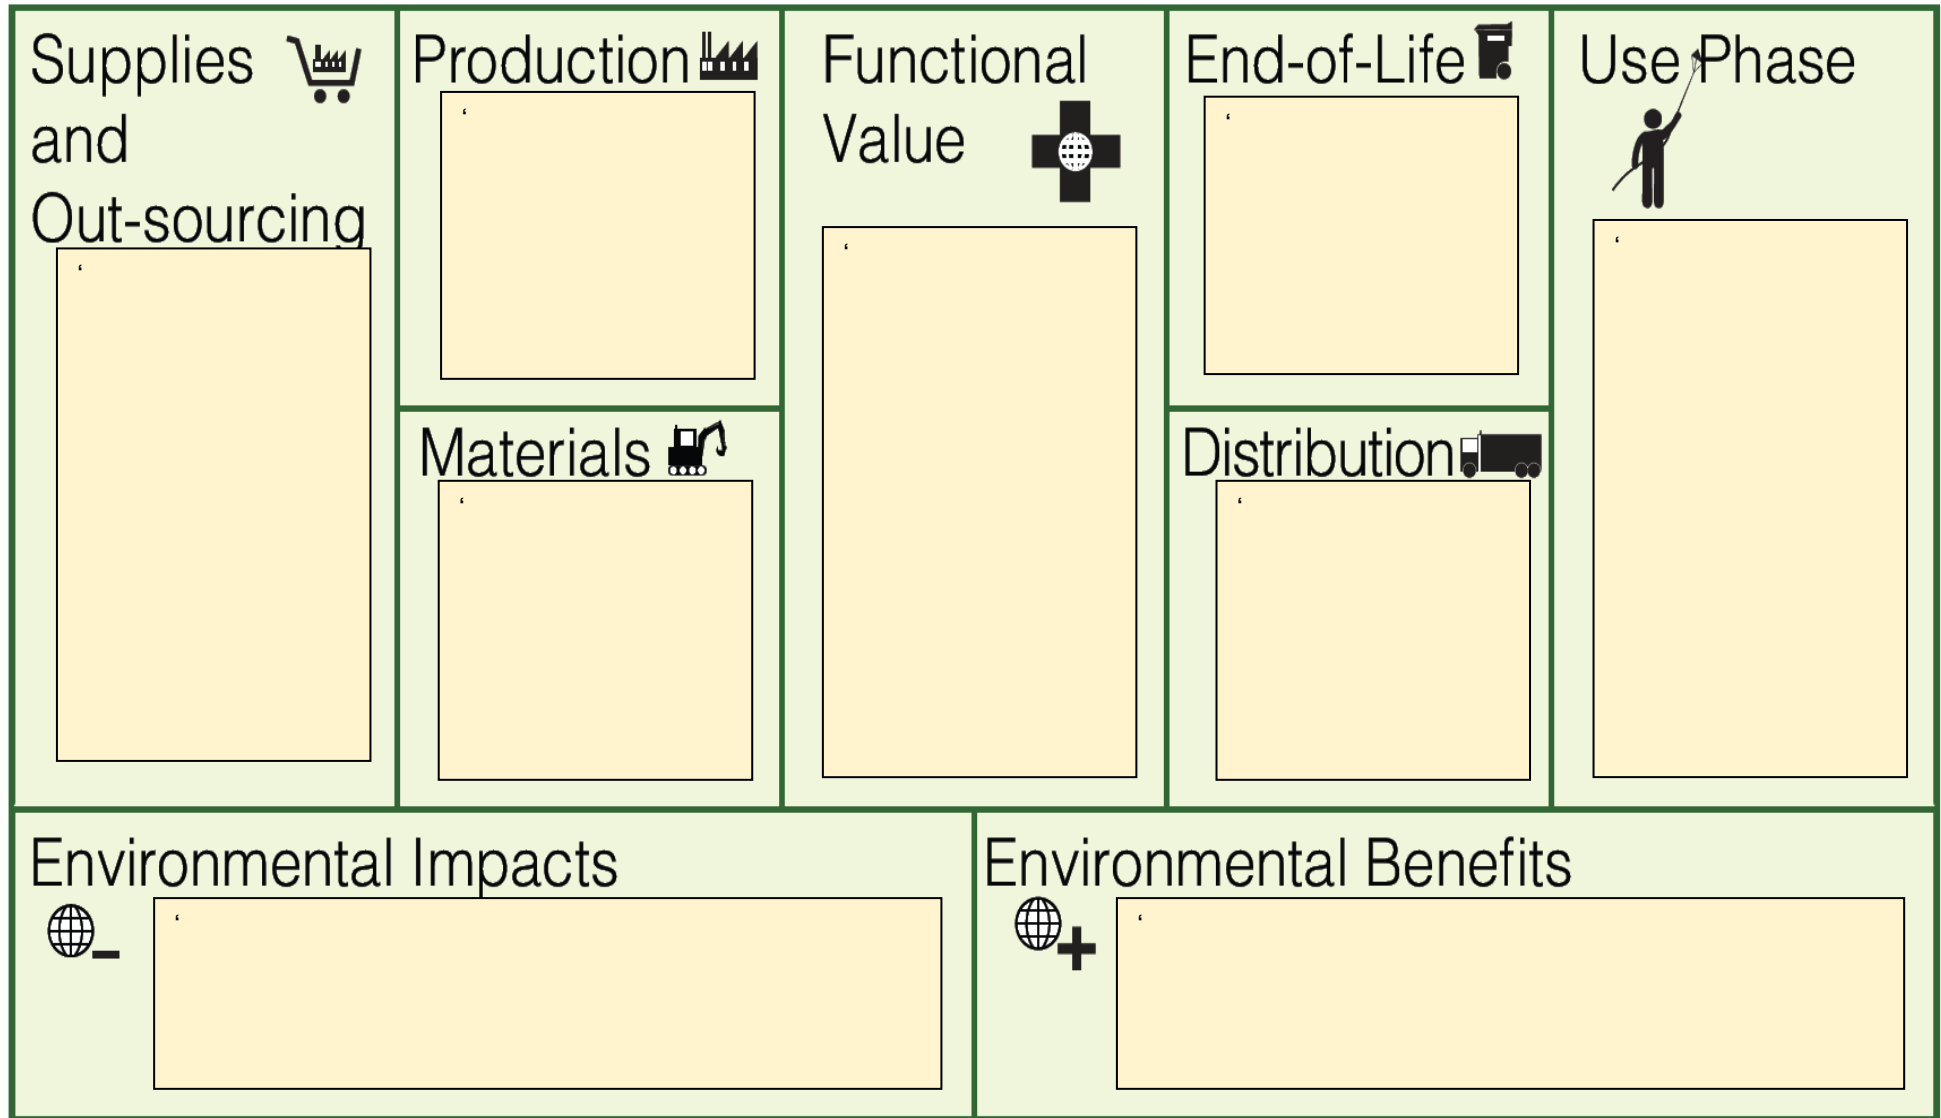 Supplies
and
Out-sourcing
‘
Production
‘
Materials
‘
Functional
Value
‘
End-of-Life
‘
Distribution
‘
Use Phase
‘
Environmental Impacts
‘
Environmental Benefits
‘